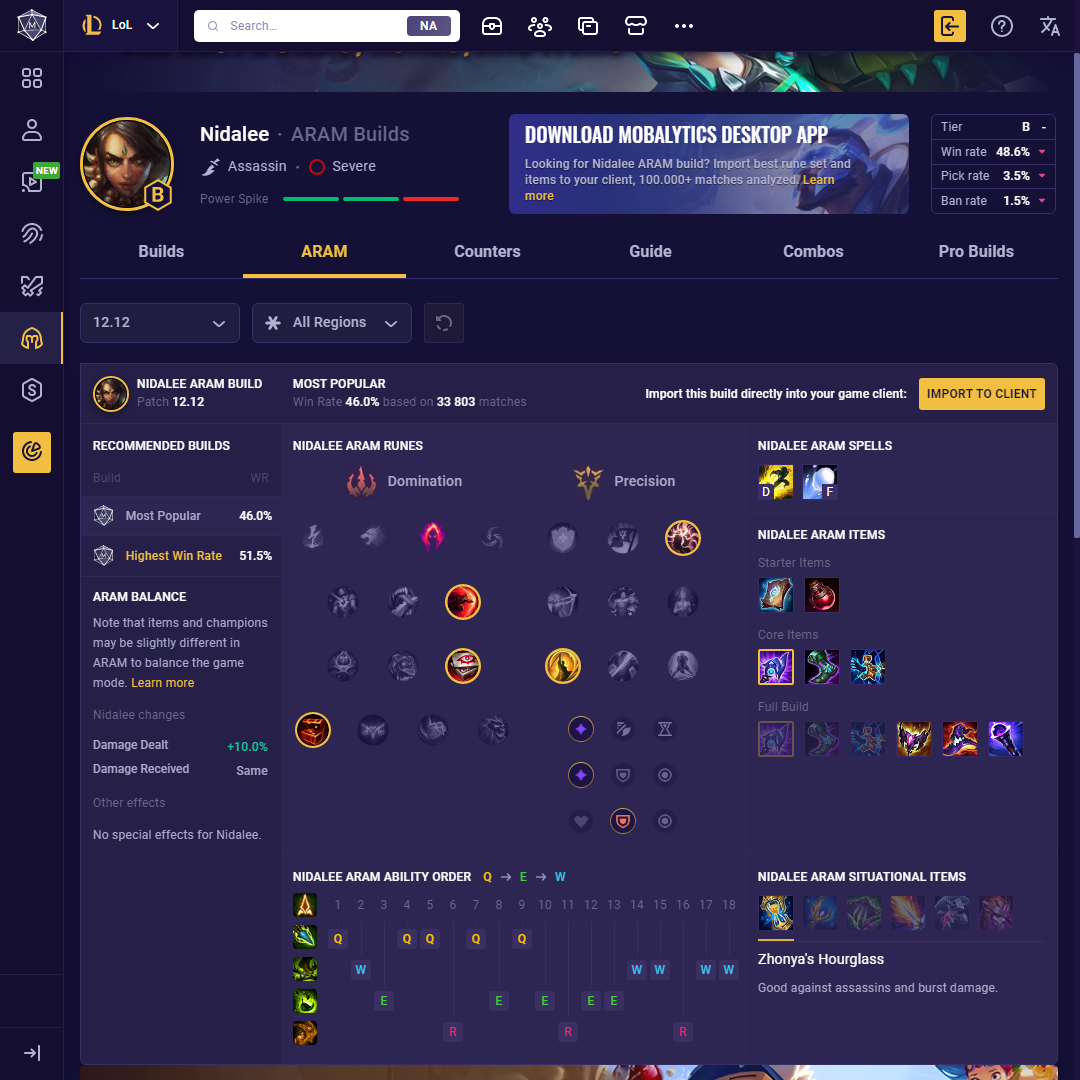 LoL
Search...
NA
NEW
Nidalee · ARAM Builds
Assassin · Severe
Power Spike
B
DOWNLOAD MOBALYTICS DESKTOP APP
Looking for Nidalee ARAM build? Import best rune set and
items to your client, 100.000+ matches analyzed. Learn
more
Tier B -
Win rate 48.6%
Pick rate 3.5%
Ban rate 1.5%
Builds ARAM Counters Guide Combos Pro Builds
12.12
All Regions
NIDALEE ARAM BUILD
Patch 12.12
MOST POPULAR
Win Rate 46.0% based on 33 803 matches
Import this build directly into your game client:
IMPORT TO CLIENT
RECOMMENDED BUILDS
Build WR
Most Popular 46.0%
Highest Win Rate 51.5%
ARAM BALANCE
Note that items and champions
may be slightly different in
ARAM to balance the game
mode. Learn more
Nidalee changes
Damage Dealt +10.0%
Damage Received Same
Other effects
No special effects for Nidalee.
NIDALEE ARAM RUNES
Domination
Precision
NIDALEE ARAM SPELLS
D F
NIDALEE ARAM ITEMS
Starter Items
Core Items
Full Build
NIDALEE ARAM ABILITY ORDER Q → E → W
1 2 3 4 5 6 7 8 9 10 11 12 13 14 15 16 17 18
Q Q Q Q Q
W W W W W
E E E E E
R R R
NIDALEE ARAM SITUATIONAL ITEMS
Zhonya's Hourglass
Good against assassins and burst damage.